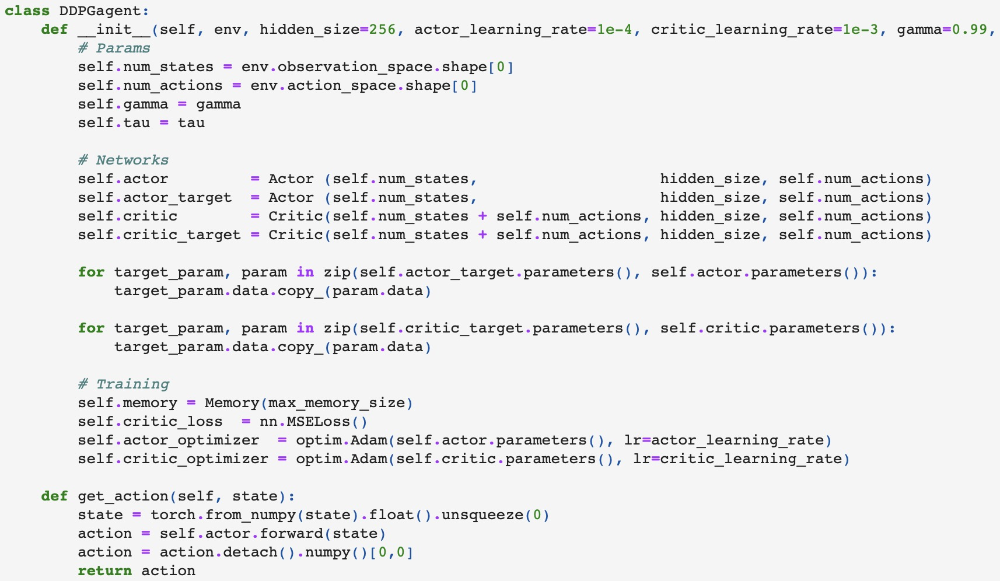 class DDPGagent:
    def __init__(self, env, hidden_size=256, actor_learning_rate=1e-4, critic_learning_rate=1e-3, gamma=0.99,
        # Params
        self.num_states = env.observation_space.shape[0]
        self.num_actions = env.action_space.shape[0]
        self.gamma = gamma
        self.tau = tau

        # Networks
        self.actor         = Actor (self.num_states,                    hidden_size, self.num_actions)
        self.actor_target  = Actor (self.num_states,                    hidden_size, self.num_actions)
        self.critic        = Critic(self.num_states + self.num_actions, hidden_size, self.num_actions)
        self.critic_target = Critic(self.num_states + self.num_actions, hidden_size, self.num_actions)

        for target_param, param in zip(self.actor_target.parameters(), self.actor.parameters()):
            target_param.data.copy_(param.data)

        for target_param, param in zip(self.critic_target.parameters(), self.critic.parameters()):
            target_param.data.copy_(param.data)

        # Training
        self.memory = Memory(max_memory_size)
        self.critic_loss  = nn.MSELoss()
        self.actor_optimizer  = optim.Adam(self.actor.parameters(), lr=actor_learning_rate)
        self.critic_optimizer = optim.Adam(self.critic.parameters(), lr=critic_learning_rate)

    def get_action(self, state):
        state = torch.from_numpy(state).float().unsqueeze(0)
        action = self.actor.forward(state)
        action = action.detach().numpy()[0,0]
        return action